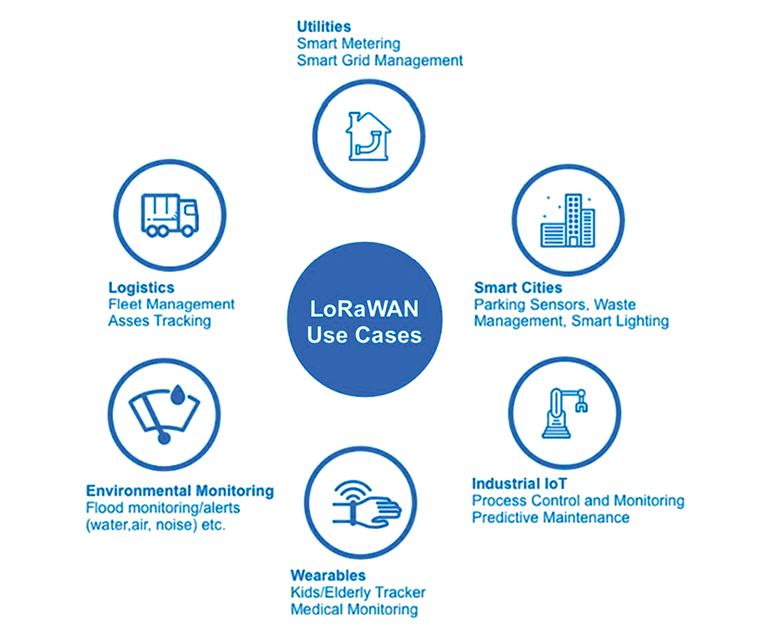 Utilities
Smart Metering
Smart Grid Management
Logistics
Fleet Management
Asses Tracking
LoRaWAN
Use Cases
Smart Cities
Parking Sensors, Waste
Management, Smart Lighting
Environmental Monitoring
Flood monitoring/alerts
(water,air, noise) etc.
Industrial IoT
Process Control and Monitoring
Predictive Maintenance
Wearables
Kids/Elderly Tracker
Medical Monitoring